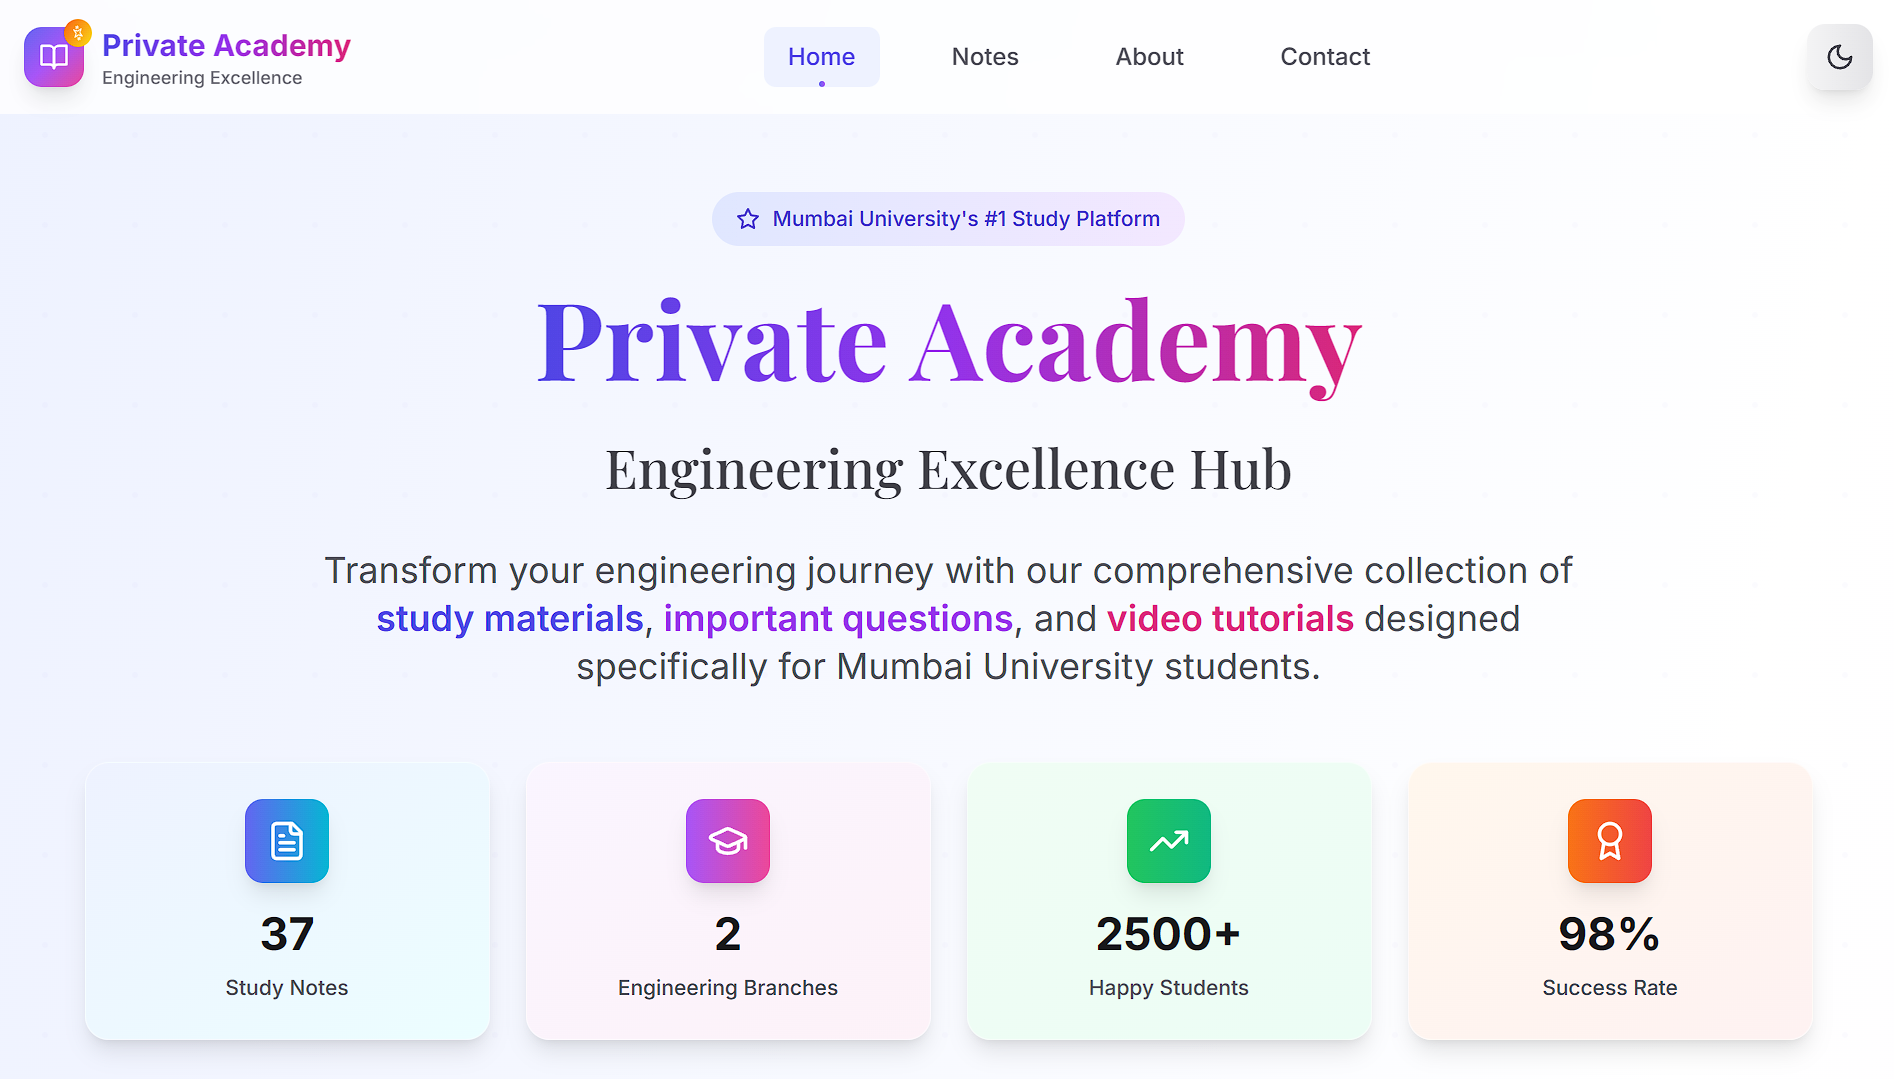 Private Academy
Engineering Excellence
Home
Notes
About
Contact
Mumbai University's #1 Study Platform
Private Academy
Engineering Excellence Hub
Transform your engineering journey with our comprehensive collection of
study materials, important questions, and video tutorials designed
specifically for Mumbai University students.
37
Study Notes
2
Engineering Branches
2500+
Happy Students
98%
Success Rate